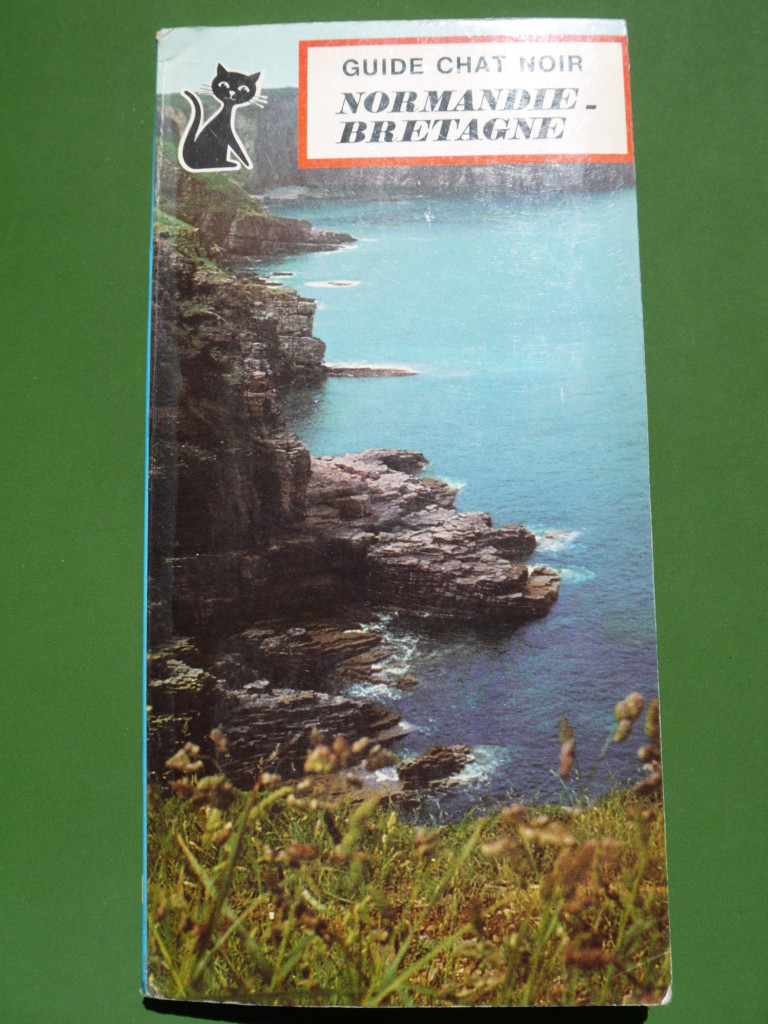 GUIDE CHAT NOIR
NORMANDIE -
BRETAGNE